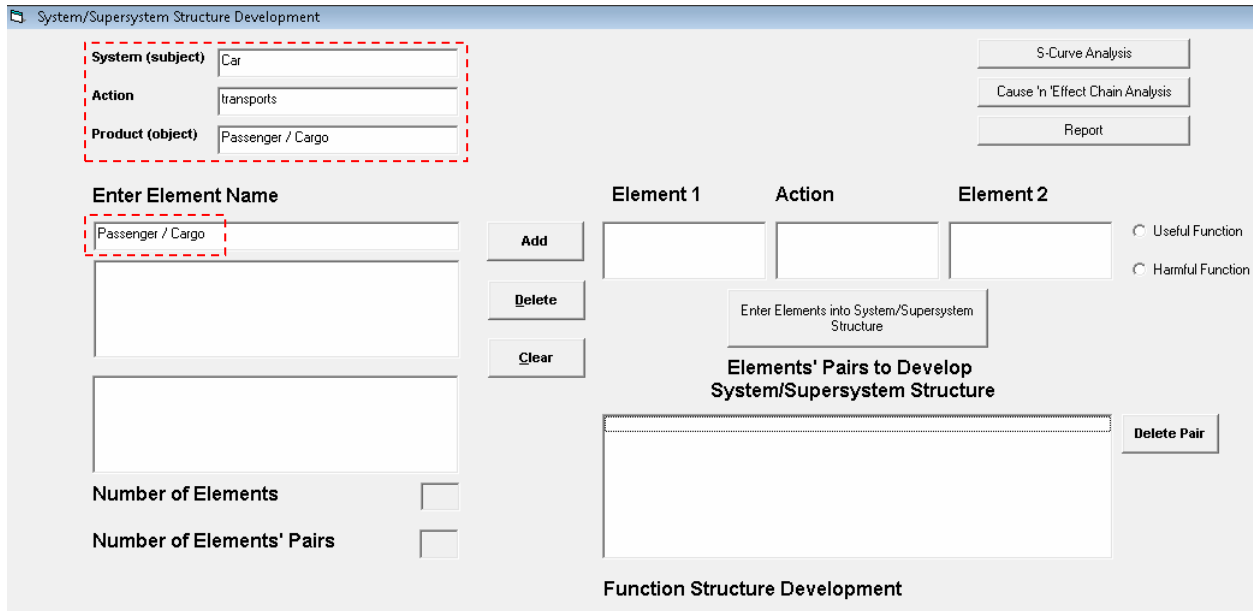 System/Supersystem Structure Development
System (subject)
Car
Action
transports
Product (object)
Passenger / Cargo
S-Curve Analysis
Cause 'n 'Effect Chain Analysis
Report
Enter Element Name
Passenger / Cargo
Add
Delete
Clear
Element 1
Action
Element 2
Useful Function
Harmful Function
Enter Elements into System/Supersystem
Structure
Elements' Pairs to Develop
System/Supersystem Structure
Delete Pair
Number of Elements
Number of Elements' Pairs
Function Structure Development